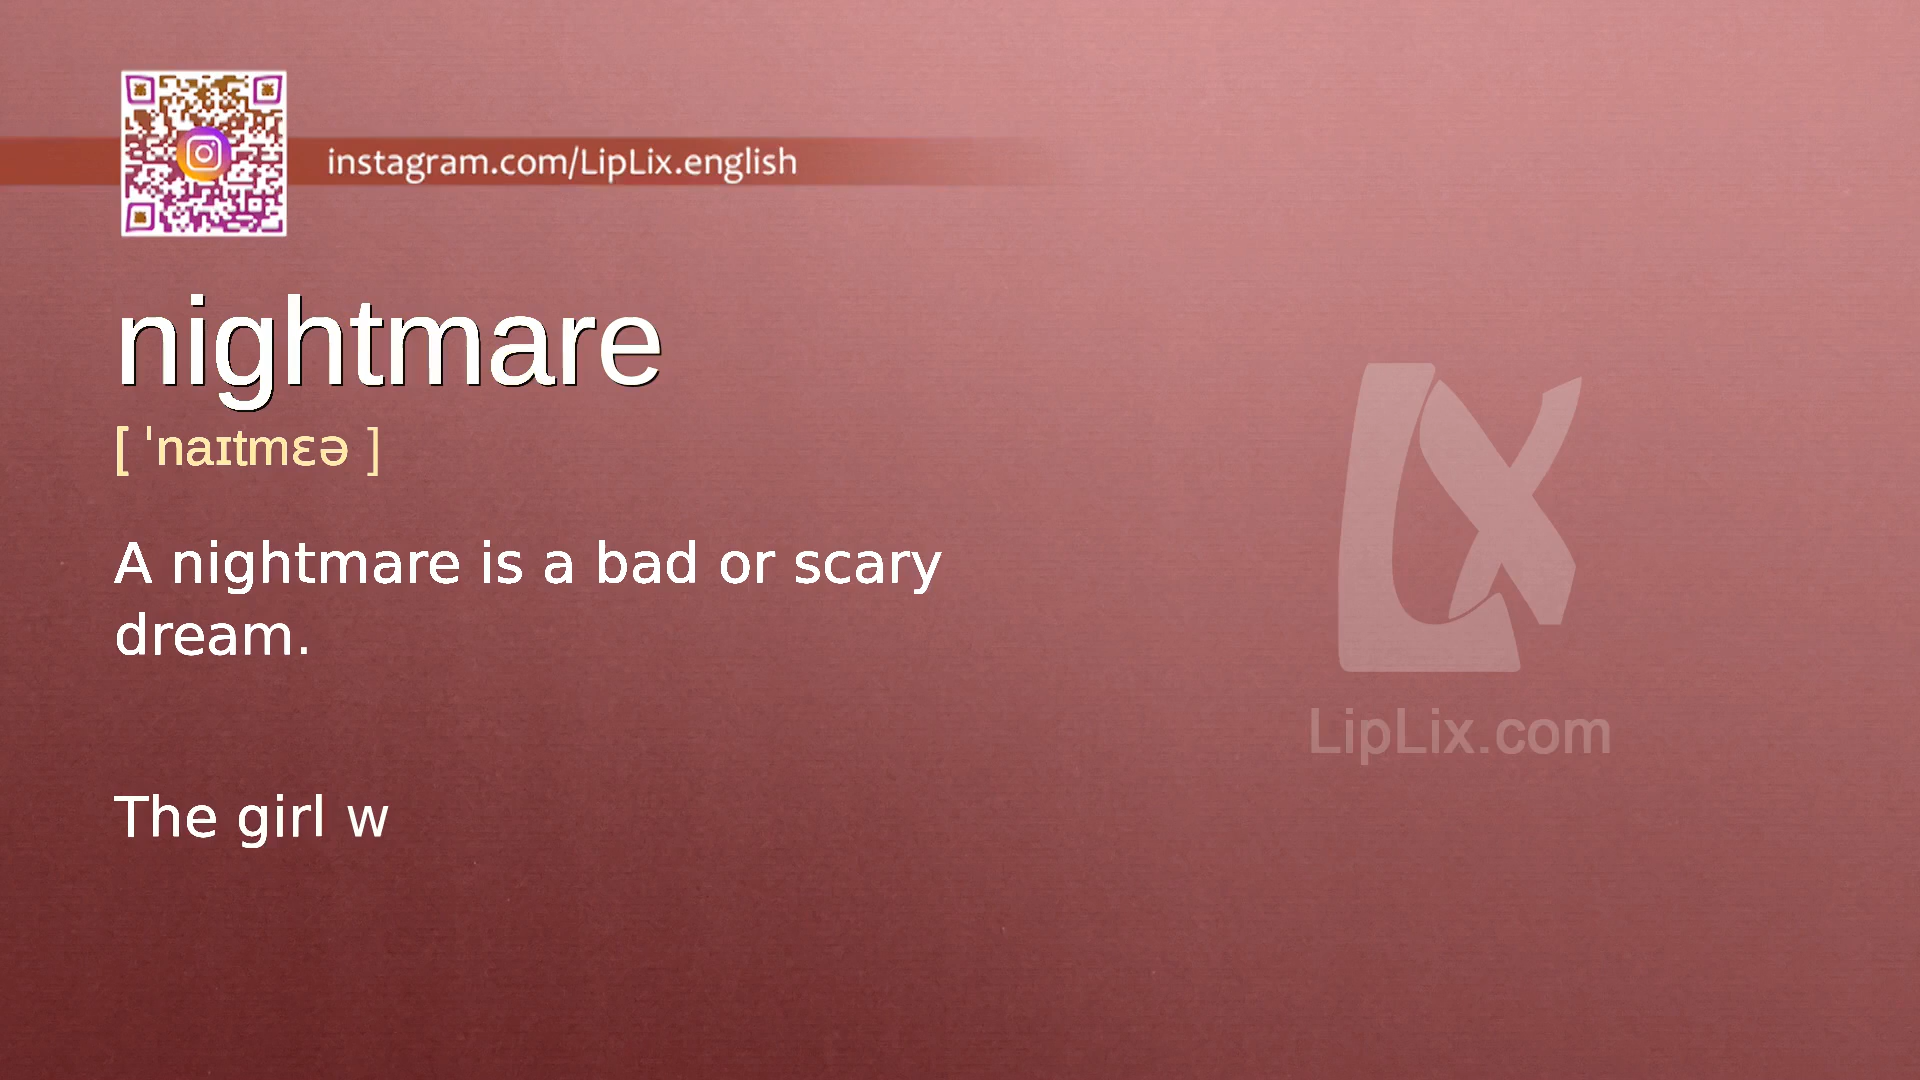 instagram.com/LipLix.english
nightmare
[ ˈnaɪtmɛə ]
A nightmare is a bad or scary
dream.
The girl w
LipLix.com